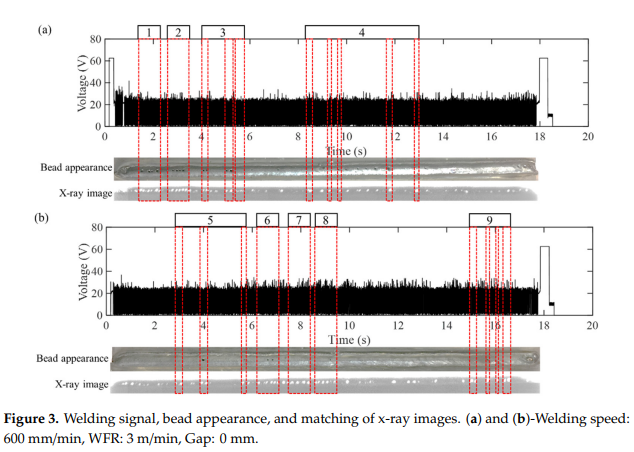 (a)
1 2 3 4
80
60
40
20
0
Voltage (V)
2 4 6 8 10 12 14 16 18 20
Time (s)
Bead appearance
X-ray image
(b)
5 6 7 8 9
80
60
40
20
0
Voltage (V)
2 4 6 8 10 12 14 16 18 20
Time (s)
Bead appearance
X-ray image
Figure 3. Welding signal, bead appearance, and matching of x-ray images. (a) and (b)-Welding speed:
600 mm/min, WFR: 3 m/min, Gap: 0 mm.